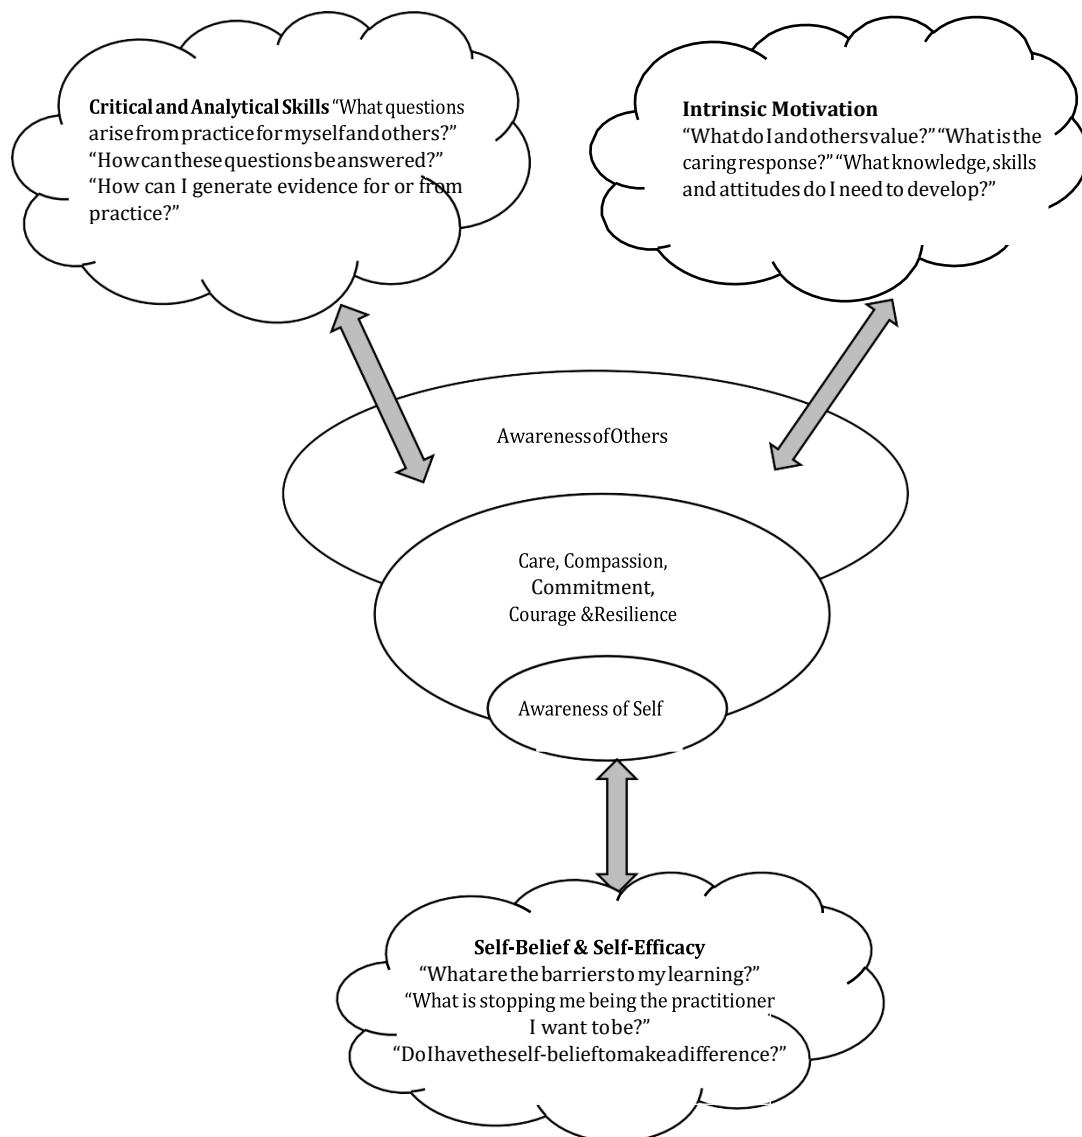 Critical and Analytical Skills “What questions
arise from practice for myself and others?”
“How can these questions be answered?”
“How can I generate evidence for or from
practice?”
Intrinsic Motivation
“What do I and others value?” “What is the
caring response?” “What knowledge, skills
and attitudes do I need to develop?”
Awareness of Others
Care, Compassion,
Commitment,
Courage & Resilience
Awareness of Self
Self-Belief & Self-Efficacy
“What are the barriers to my learning?”
“What is stopping me being the practitioner
I want to be?”
“Do I have the self-belief to make a difference?”